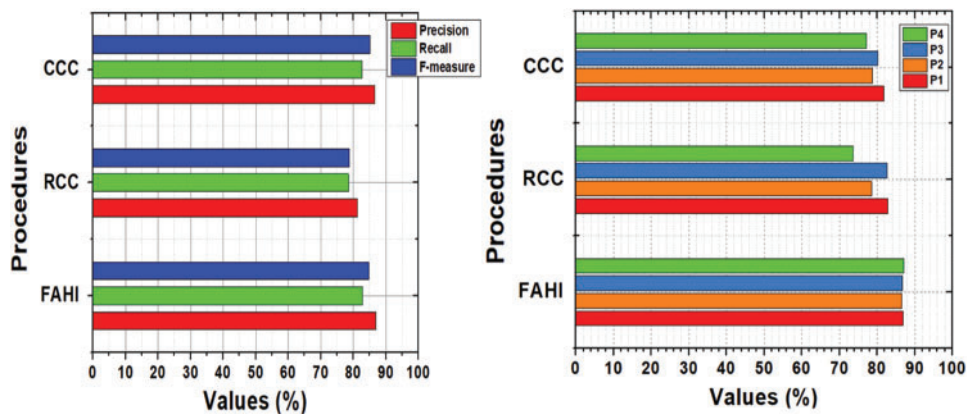 Precision
Recall
F-measure
CCC
RCC
FAHI
Procedures
0 10 20 30 40 50 60 70 80 90 100
Values (%)
P4
P3
P2
P1
CCC
RCC
FAHI
Procedures
0 10 20 30 40 50 60 70 80 90 100
Values (%)